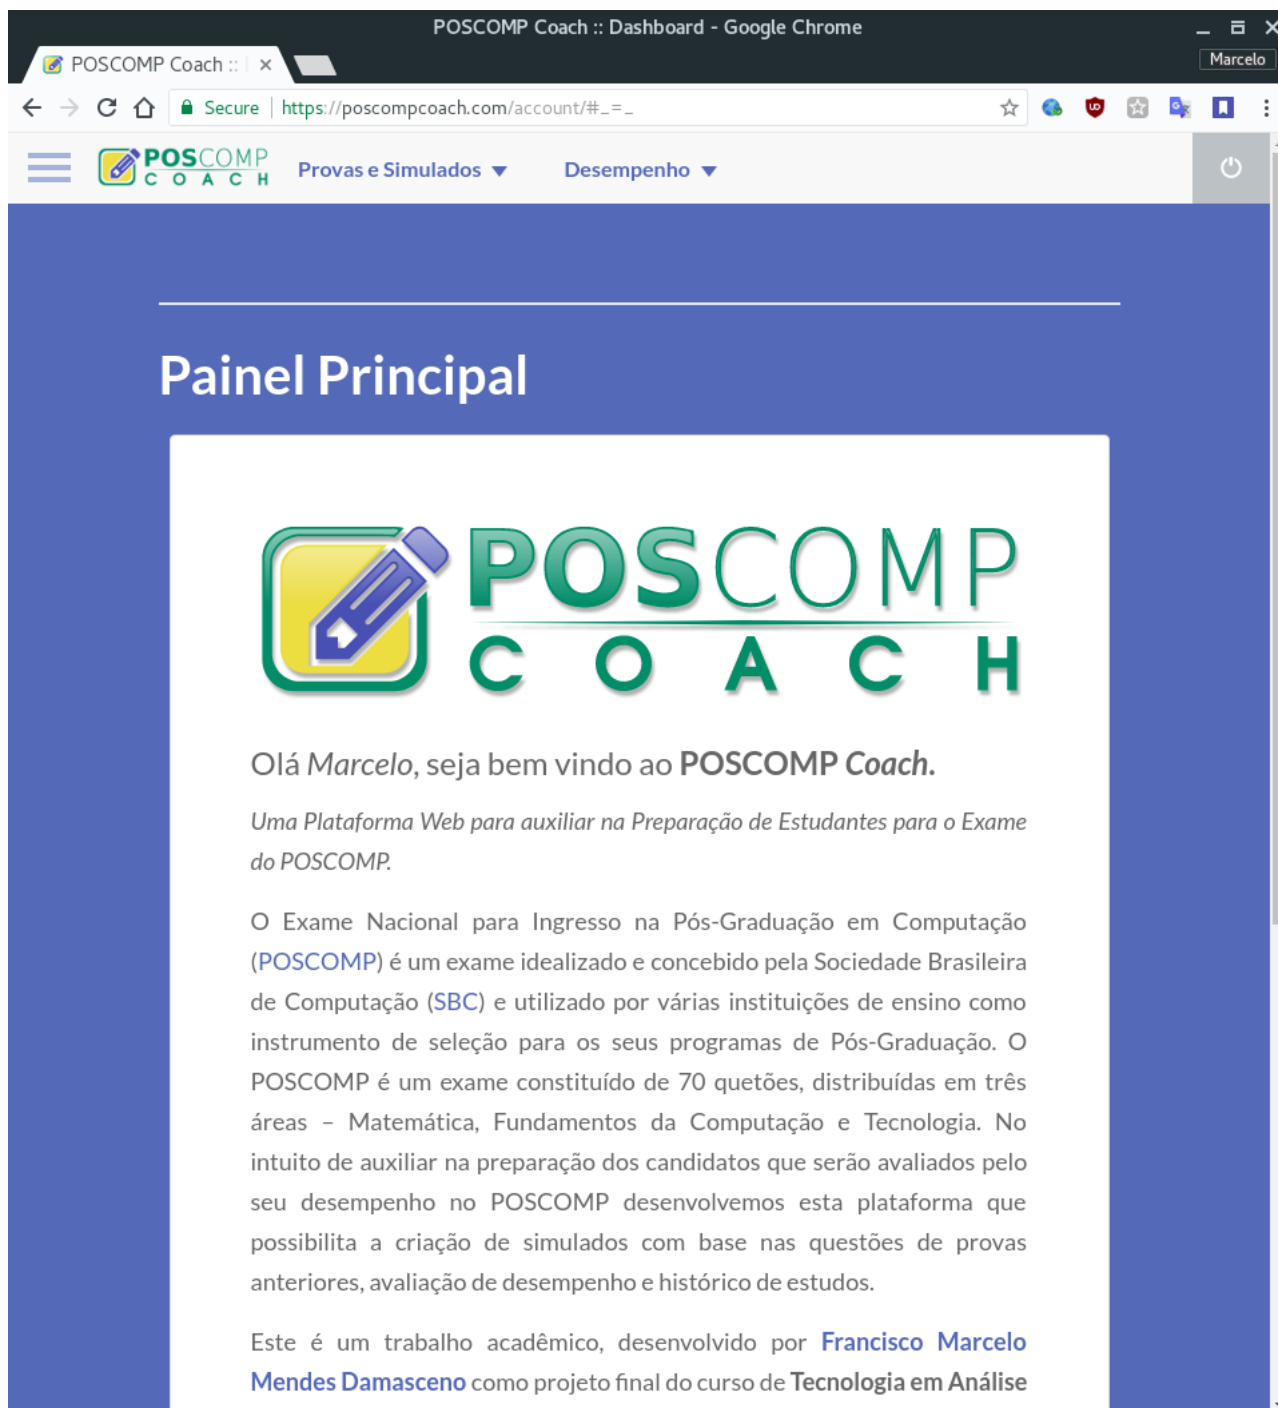 POSCOMP Coach :: Dashboard - Google Chrome
POSCOMP Coach ::
Marcelo
Secure
https://poscompcoach.com/account/#_=_
POSCOMP
COACH
Provas e Simulados
Desempenho
Painel Principal
POSCOMP
COACH
Olá Marcelo, seja bem vindo ao POSCOMP Coach.
Uma Plataforma Web para auxiliar na Preparação de Estudantes para o Exame
do POSCOMP.
O Exame Nacional para Ingresso na Pós-Graduação em Computação
(POSCOMP) é um exame idealizado e concebido pela Sociedade Brasileira
de Computação (SBC) e utilizado por várias instituições de ensino como
instrumento de seleção para os seus programas de Pós-Graduação. O
POSCOMP é um exame constituído de 70 quetões, distribuídas em três
áreas – Matemática, Fundamentos da Computação e Tecnologia. No
intuito de auxiliar na preparação dos candidatos que serão avaliados pelo
seu desempenho no POSCOMP desenvolvemos esta plataforma que
possibilita a criação de simulados com base nas questões de provas
anteriores, avaliação de desempenho e histórico de estudos.
Este é um trabalho acadêmico, desenvolvido por Francisco Marcelo
Mendes Damasceno como projeto final do curso de Tecnologia em Análise